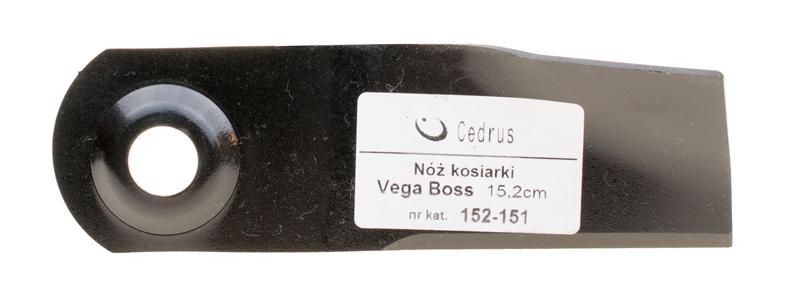 Cedrus
Nóż kosiarki
Vega Boss 15,2cm
nr kat. 152-151